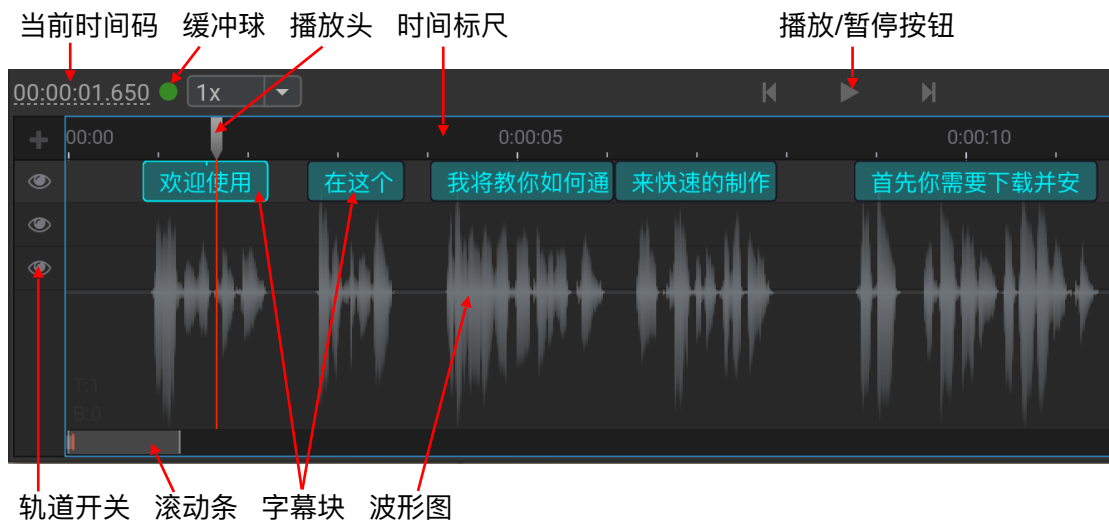 当前时间码 缓冲球 播放头 时间标尺 播放/暂停按钮
00:00:01.650 1x
00:00 0:00:05 0:00:10
欢迎使用 在这个 我将教你如何通 来快速的制作 首先你需要下载并安
T:1
B:0
轨道开关 滚动条 字幕块 波形图